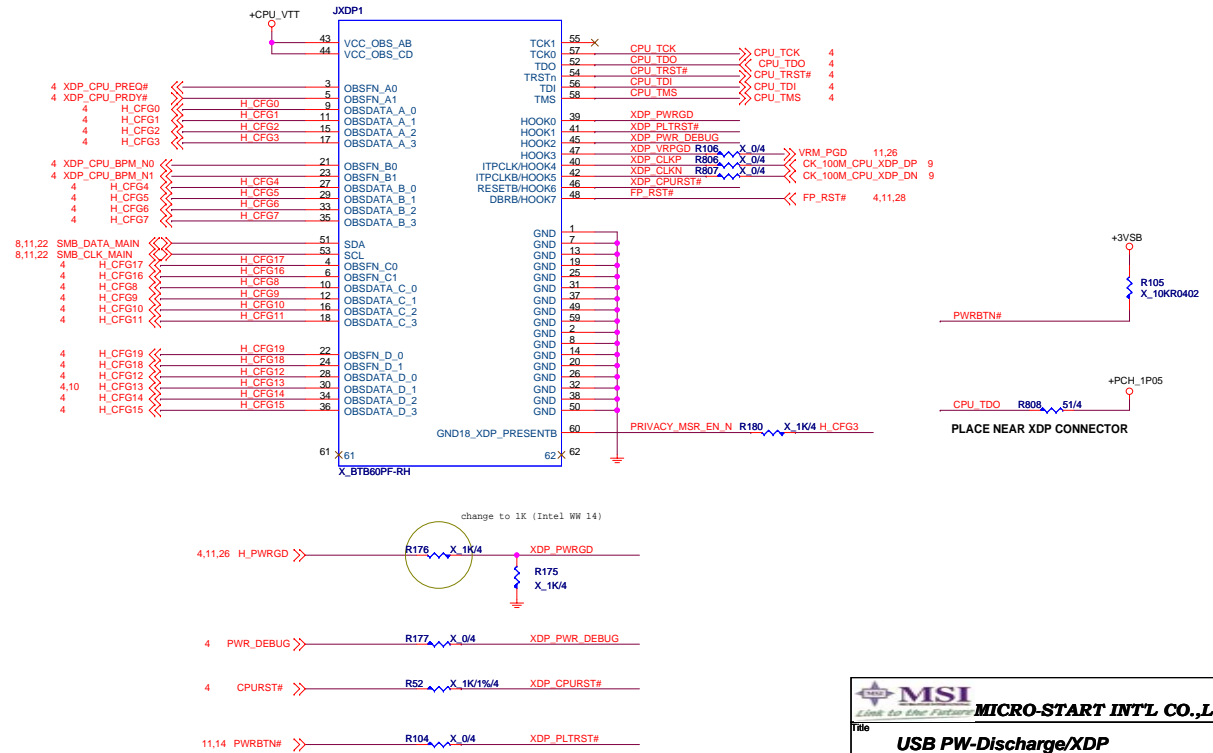 +CPU_VTT
JXDP1
43 VCC_OBS_AB
44 VCC_OBS_CD
4 XDP_CPU_PREQ# 3 OBSFN_A0
4 XDP_CPU_PRDY# 5 OBSFN_A1
4 H_CFG0 H_CFG0 9 OBSDATA_A_0
4 H_CFG1 H_CFG1 11 OBSDATA_A_1
4 H_CFG2 H_CFG2 15 OBSDATA_A_2
4 H_CFG3 H_CFG3 17 OBSDATA_A_3
4 XDP_CPU_BPM_N0 21 OBSFN_B0
4 XDP_CPU_BPM_N1 23 OBSFN_B1
4 H_CFG4 H_CFG4 27 OBSDATA_B_0
4 H_CFG5 H_CFG5 29 OBSDATA_B_1
4 H_CFG6 H_CFG6 33 OBSDATA_B_2
4 H_CFG7 H_CFG7 35 OBSDATA_B_3
8,11,22 SMB_DATA_MAIN 51 SDA
8,11,22 SMB_CLK_MAIN 53 SCL
4 H_CFG17 H_CFG17 4 OBSFN_C0
4 H_CFG16 H_CFG16 6 OBSFN_C1
4 H_CFG8 H_CFG8 10 OBSDATA_C_0
4 H_CFG9 H_CFG9 12 OBSDATA_C_1
4 H_CFG10 H_CFG10 16 OBSDATA_C_2
4 H_CFG11 H_CFG11 18 OBSDATA_C_3
4 H_CFG19 H_CFG19 22 OBSFN_D_0
4 H_CFG18 H_CFG18 24 OBSFN_D_1
4 H_CFG12 H_CFG12 28 OBSDATA_D_0
4,10 H_CFG13 H_CFG13 30 OBSDATA_D_1
4 H_CFG14 H_CFG14 34 OBSDATA_D_2
4 H_CFG15 H_CFG15 36 OBSDATA_D_3
61 61
X_BTB60PF-RH
TCK1 55
TCK0 57 CPU_TCK CPU_TCK 4
TDO 52 CPU_TDO CPU_TDO 4
TRSTn 54 CPU_TRST# CPU_TRST# 4
TDI 56 CPU_TDI CPU_TDI 4
TMS 58 CPU_TMS CPU_TMS 4
HOOK0 39 XDP_PWRGD
HOOK1 41 XDP_PLTRST#
HOOK2 45 XDP_PWR_DEBUG
HOOK3 47 XDP_VRPGD R106 X_0/4 VRM_PGD 11,26
ITPCLK/HOOK4 40 XDP_CLKP R806 X_0/4 CK_100M_CPU_XDP_DP 9
ITPCLKB/HOOK5 42 XDP_CLKN R807 X_0/4 CK_100M_CPU_XDP_DN 9
RESETB/HOOK6 46 XDP_CPURST#
DBRB/HOOK7 48 FP_RST# FP_RST# 4,11,28
GND 1
GND 7
GND 13
GND 19
GND 25
GND 31
GND 37
GND 49
GND 59
GND 2
GND 8
GND 14
GND 20
GND 26
GND 32
GND 38
GND 50
GND18_XDP_PRESENTB 60 PRIVACY_MSR_EN_N R180 X_1K/4 H_CFG3
62 62
+3VSB
R105
X_10KR0402
PWRBTN#
+PCH_1P05
CPU_TDO R808 51/4
PLACE NEAR XDP CONNECTOR
change to 1K (Intel WW 14)
4,11,26 H_PWRGD R176 X_1K/4 XDP_PWRGD
R175
X_1K/4
4 PWR_DEBUG R177 X_0/4 XDP_PWR_DEBUG
4 CPURST# R52 X_1K/1%/4 XDP_CPURST#
11,14 PWRBTN# R104 X_0/4 XDP_PLTRST#
msi MSI
Link to the Future MICRO-START INT'L CO.,L
Title
USB PW-Discharge/XDP